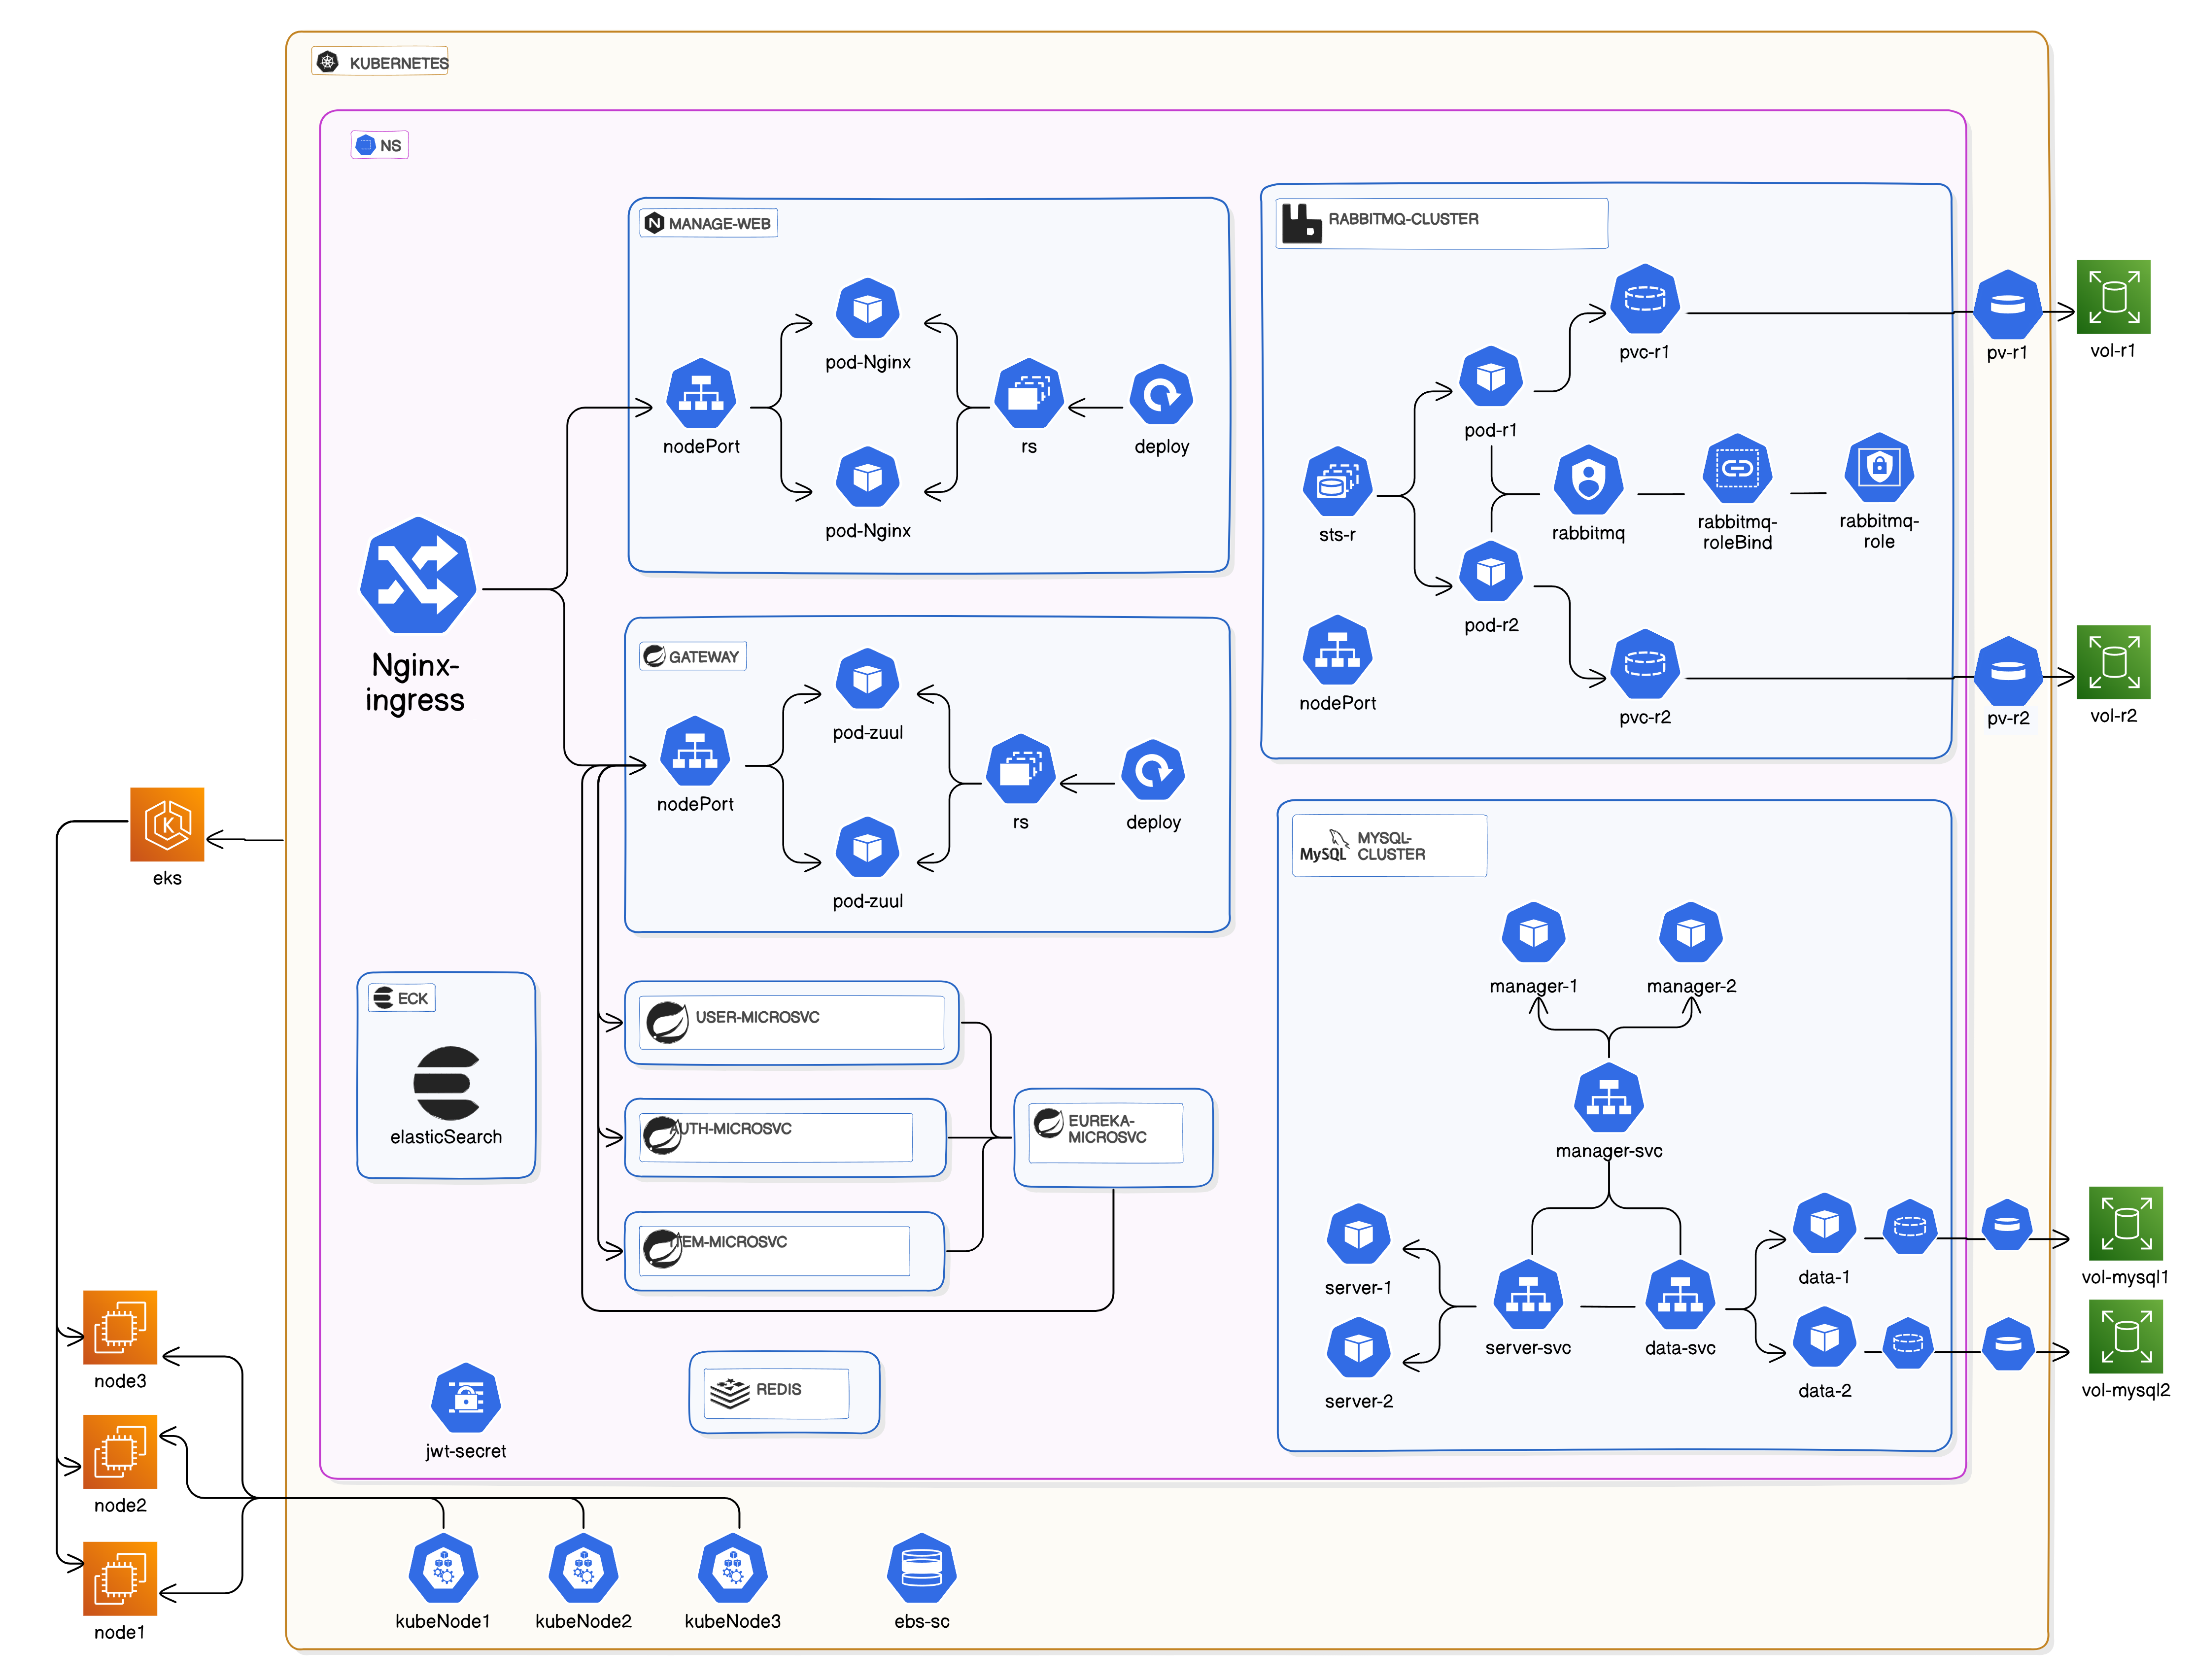 KUBERNETES
NS
MANAGE-WEB
pod-Nginx
nodePort
rs
deploy
pod-Nginx
RABBITMQ-CLUSTER
pvc-r1
pv-r1
vol-r1
pod-r1
sts-r
rabbitmq
rabbitmq-
roleBind
rabbitmq-
role
pod-r2
nodePort
pvc-r2
pv-r2
vol-r2
Nginx-
ingress
GATEWAY
pod-zuul
nodePort
rs
deploy
pod-zuul
eks
K
MySQL
MYSQL-
CLUSTER
manager-1
manager-2
manager-svc
server-1
server-svc
data-svc
data-1
vol-mysql1
server-2
data-2
vol-mysql2
ECK
elasticSearch
USER-MICROSVC
AUTH-MICROSVC
EUREKA-
MICROSVC
ITEM-MICROSVC
REDIS
jwt-secret
node3
node2
node1
kubeNode1
kubeNode2
kubeNode3
ebs-sc